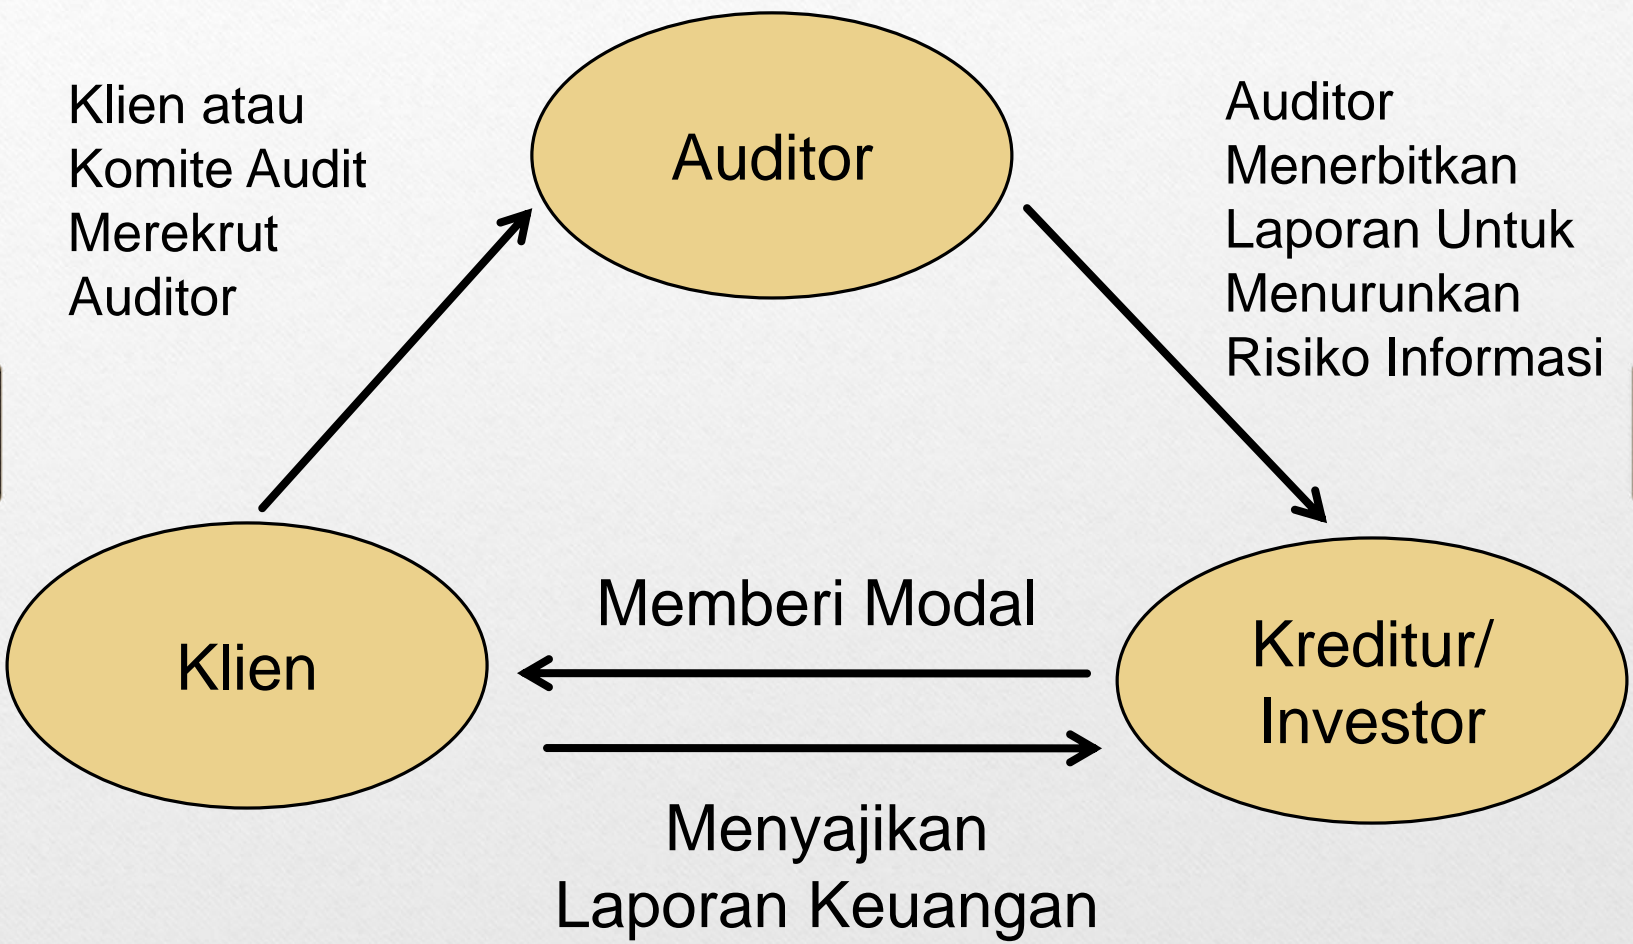 Auditor
Klien atau
Komite Audit
Merekrut
Auditor
Auditor
Menerbitkan
Laporan Untuk
Menurunkan
Risiko Informasi
Klien
Memberi Modal
Kreditur/
Investor
Menyajikan
Laporan Keuangan